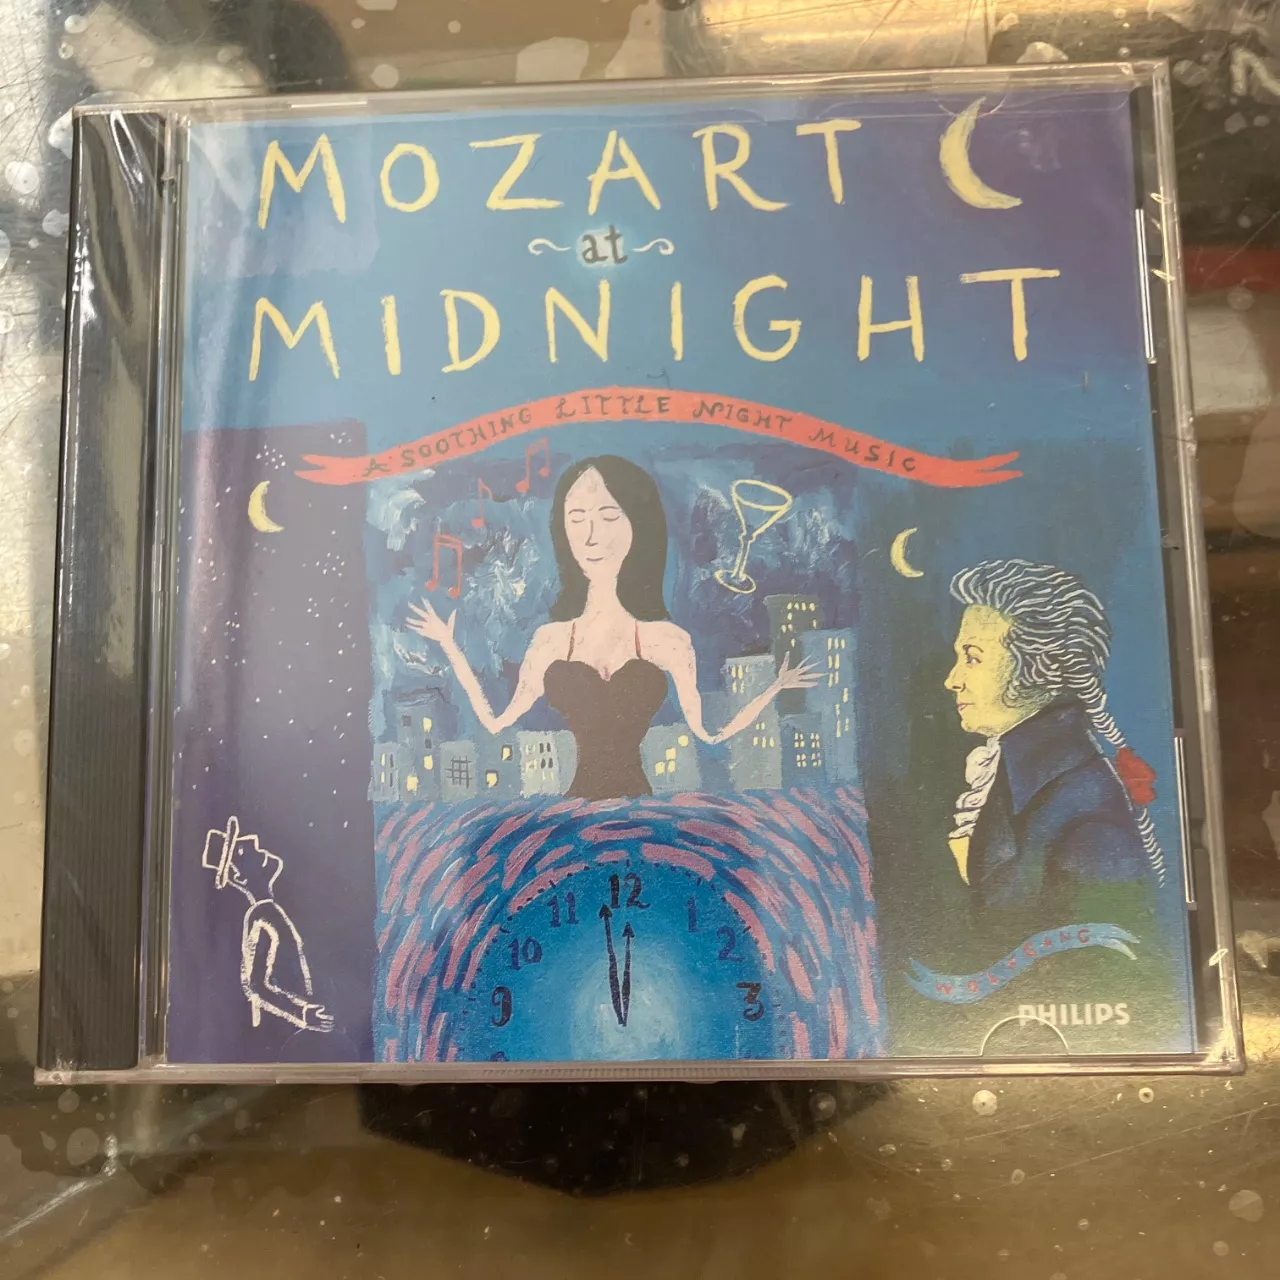 MOZART
at
MIDNIGHT
A SOOTHING LITTLE NIGHT MUSIC
12
11 1
10 2
9 3
WOLFGANG
PHILIPS